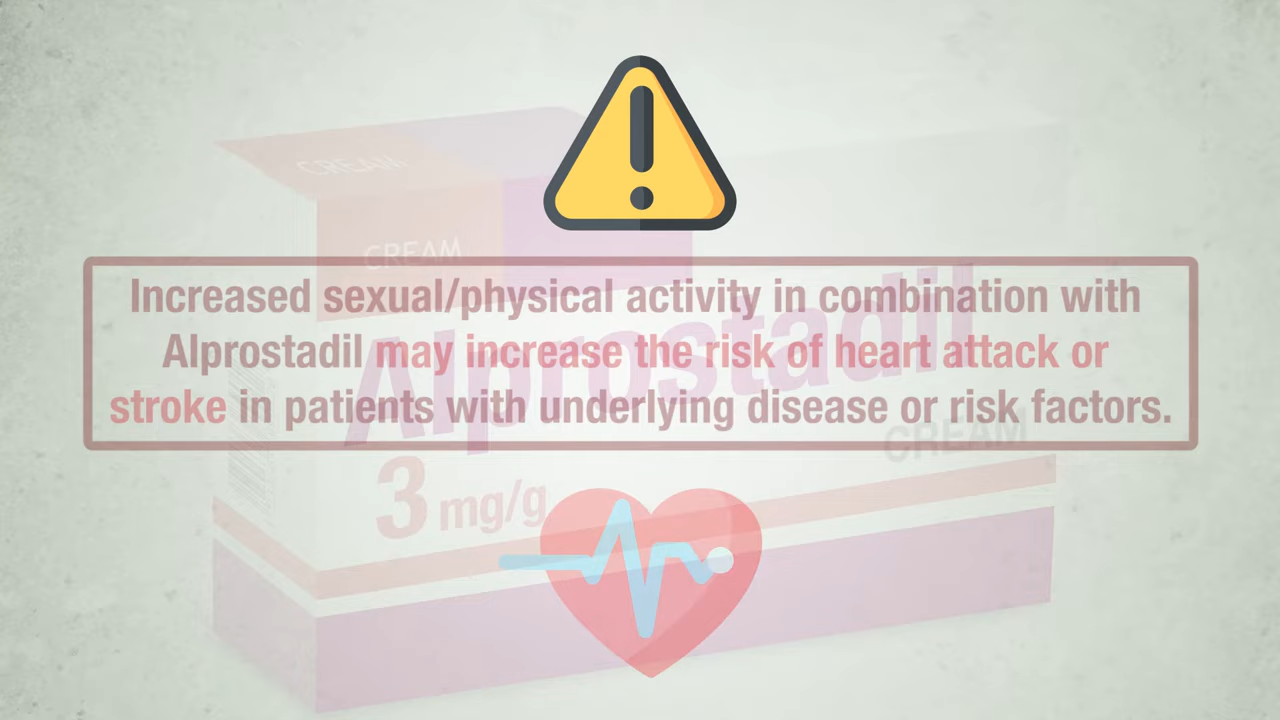 CREAM
CREAM
Increased sexual/physical activity in combination with
Alprostadil may increase the risk of heart attack or
stroke in patients with underlying disease or risk factors.
Alprostadil
CREAM
3 mg/g